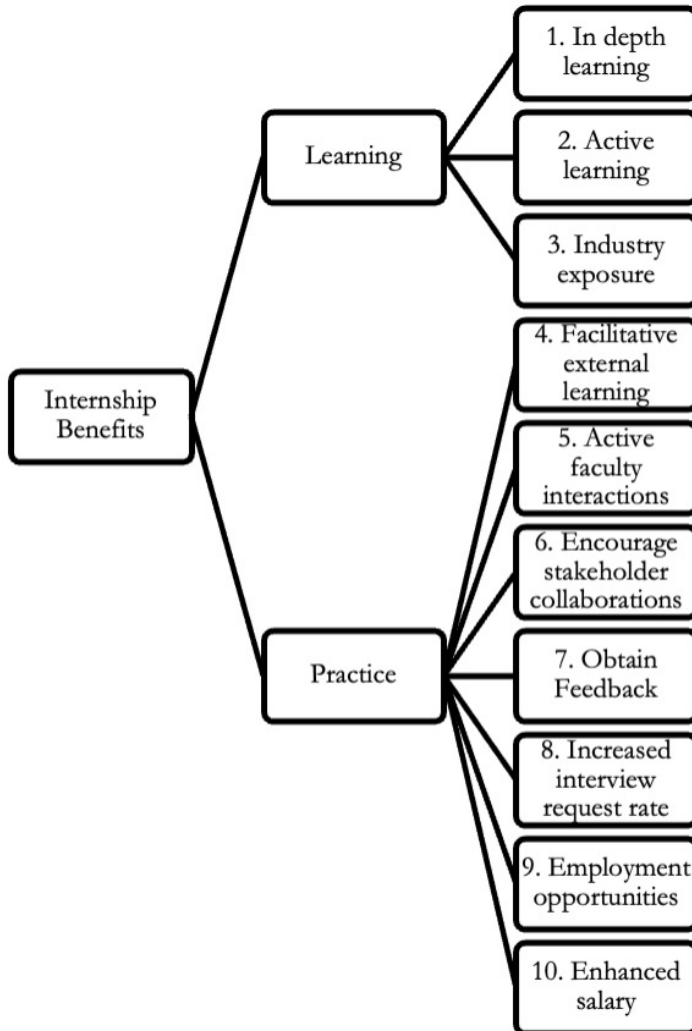 1. In depth
learning
Learning
2. Active
learning
3. Industry
exposure
4. Facilitative
external
learning
Internship
Benefits
5. Active
faculty
interactions
6. Encourage
stakeholder
collaborations
Practice
7. Obtain
Feedback
8. Increased
interview
request rate
9. Employment
opportunities
10. Enhanced
salary